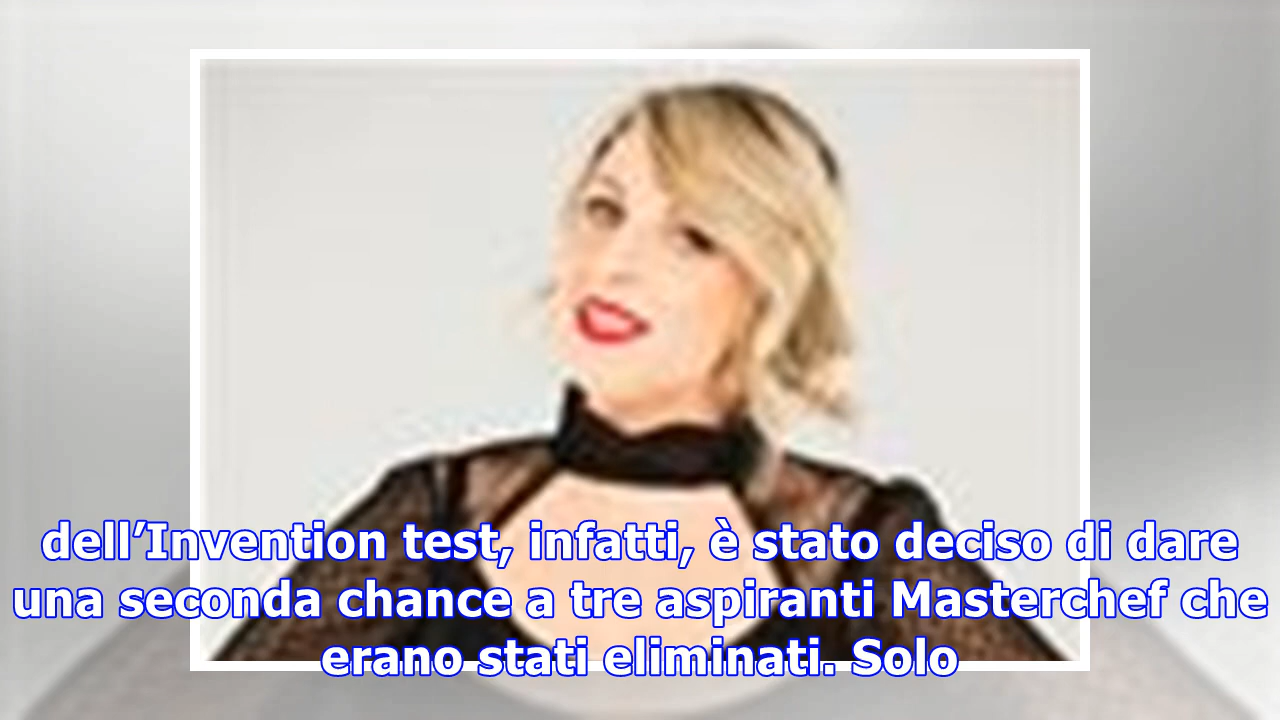 dell’Invention test, infatti, è stato deciso di dare
una seconda chance a tre aspiranti Masterchef che
erano stati eliminati. Solo